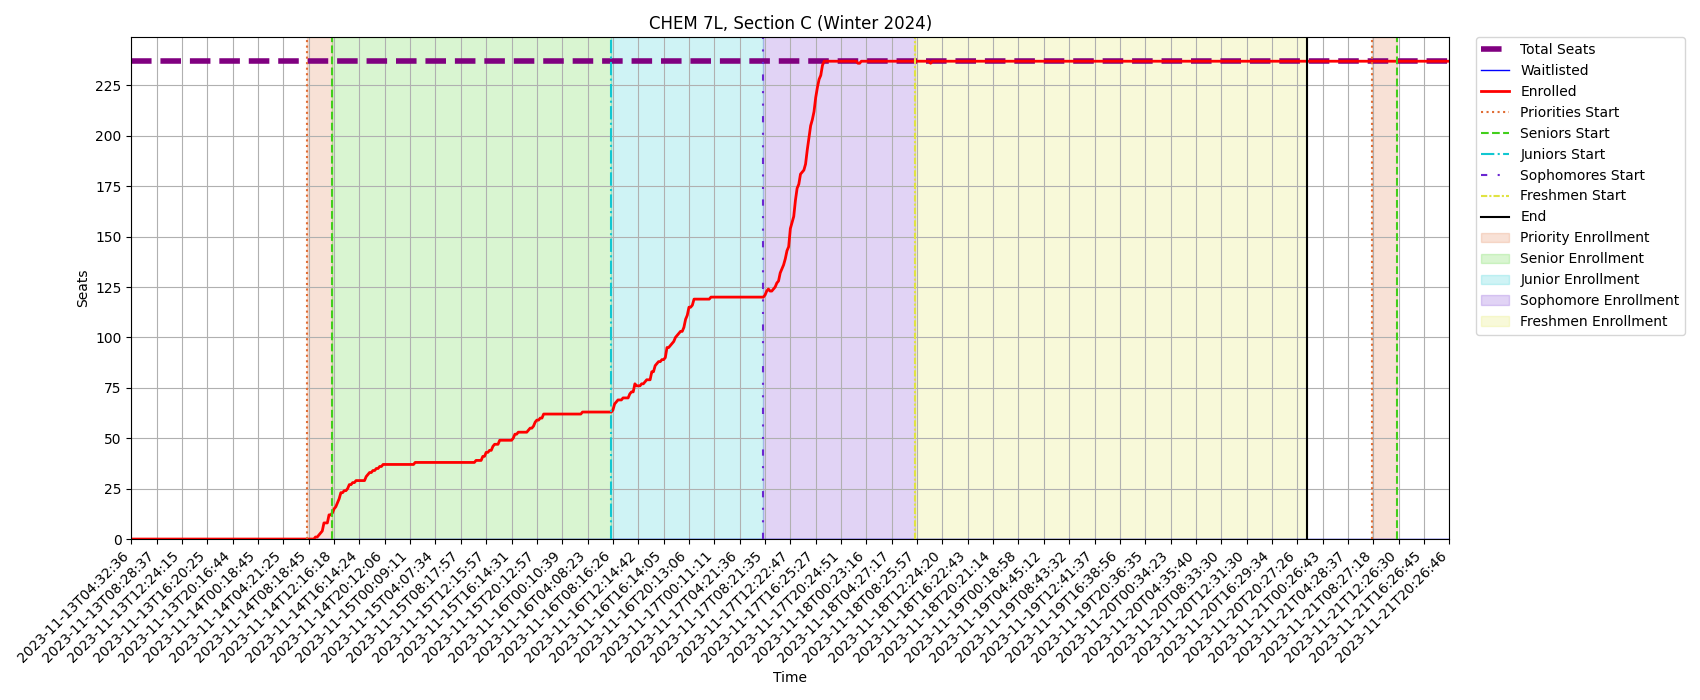 CHEM 7L, Section C (Winter 2024)
Total Seats
Waitlisted
Enrolled
Priorities Start
Seniors Start
Juniors Start
Sophomores Start
Freshmen Start
End
Priority Enrollment
Senior Enrollment
Junior Enrollment
Sophomore Enrollment
Freshmen Enrollment
Seats
225
200
175
150
125
100
75
50
25
0
2023-11-13T04:32:36
2023-11-13T08:28:37
2023-11-13T12:24:15
2023-11-13T16:20:25
2023-11-13T20:16:44
2023-11-14T00:18:45
2023-11-14T04:21:25
2023-11-14T08:18:45
2023-11-14T12:16:18
2023-11-14T16:14:24
2023-11-14T20:12:06
2023-11-15T00:09:11
2023-11-15T04:07:34
2023-11-15T08:17:57
2023-11-15T12:15:57
2023-11-15T16:14:31
2023-11-15T20:12:57
2023-11-16T00:10:39
2023-11-16T04:08:23
2023-11-16T08:16:26
2023-11-16T12:14:42
2023-11-16T16:14:05
2023-11-16T20:13:06
2023-11-17T00:11:11
2023-11-17T04:21:36
2023-11-17T08:21:35
2023-11-17T12:22:47
2023-11-17T16:25:27
2023-11-17T20:24:51
2023-11-18T00:23:16
2023-11-18T04:27:17
2023-11-18T08:25:57
2023-11-18T12:24:20
2023-11-18T16:22:43
2023-11-18T20:21:14
2023-11-19T00:18:58
2023-11-19T04:45:12
2023-11-19T08:43:32
2023-11-19T12:41:37
2023-11-19T16:38:56
2023-11-19T20:36:35
2023-11-20T00:34:23
2023-11-20T04:35:40
2023-11-20T08:33:30
2023-11-20T12:31:30
2023-11-20T16:29:34
2023-11-20T20:27:26
2023-11-21T00:26:43
2023-11-21T04:28:37
2023-11-21T08:27:18
2023-11-21T12:26:30
2023-11-21T16:26:45
2023-11-21T20:26:46
Time